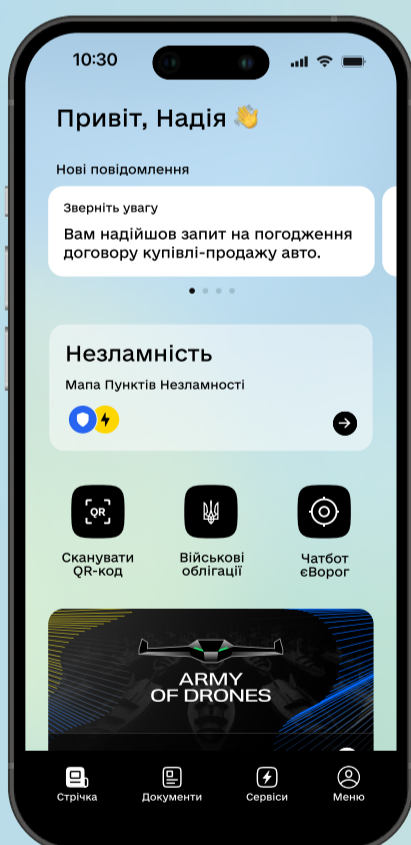 10:30
Привіт, Надія 👋
Нові повідомлення
Зверніть увагу
Вам надійшов запит на погодження
договору купівлі-продажу авто.
Незламність
Мапа Пунктів Незламності
QR
Сканувати
QR-код
Військові
облігації
Чатбот
єВорог
ARMY
OF DRONES
Стрічка
Документи
Сервіси
Меню